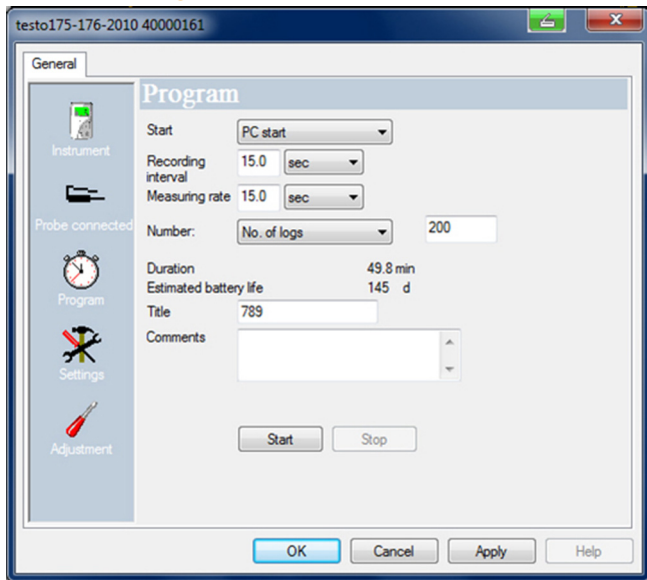 testo175-176-2010 40000161
General
Instrument
Probe connected
Program
Settings
Adjustment
Program
Start PC start
Recording interval 15.0 sec
Measuring rate 15.0 sec
Number: No. of logs 200
Duration 49.8 min
Estimated battery life 145 d
Title 789
Comments
Start Stop
OK Cancel Apply Help